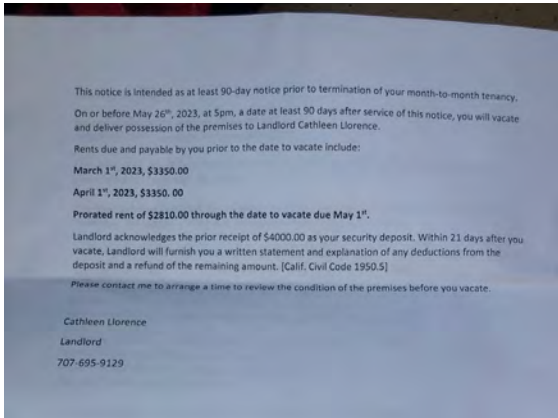 This notice is intended as at least 90-day notice prior to termination of your month-to-month tenancy.
On or before May 26th, 2023, at 5pm, a date at least 90 days after service of this notice, you will vacate
and deliver possession of the premises to Landlord Cathleen Llorence.
Rents due and payable by you prior to the date to vacate include:
March 1st, 2023, $3350.00
April 1st, 2023, $3350. 00
Prorated rent of $2810.00 through the date to vacate due May 1st.
Landlord acknowledges the prior receipt of $4000.00 as your security deposit. Within 21 days after you
vacate, Landlord will furnish you a written statement and explanation of any deductions from the
deposit and a refund of the remaining amount. [Calif. Civil Code 1950.5]
Please contact me to arrange a time to review the condition of the premises before you vacate.
Cathleen Llorence
Landlord
707-695-9129